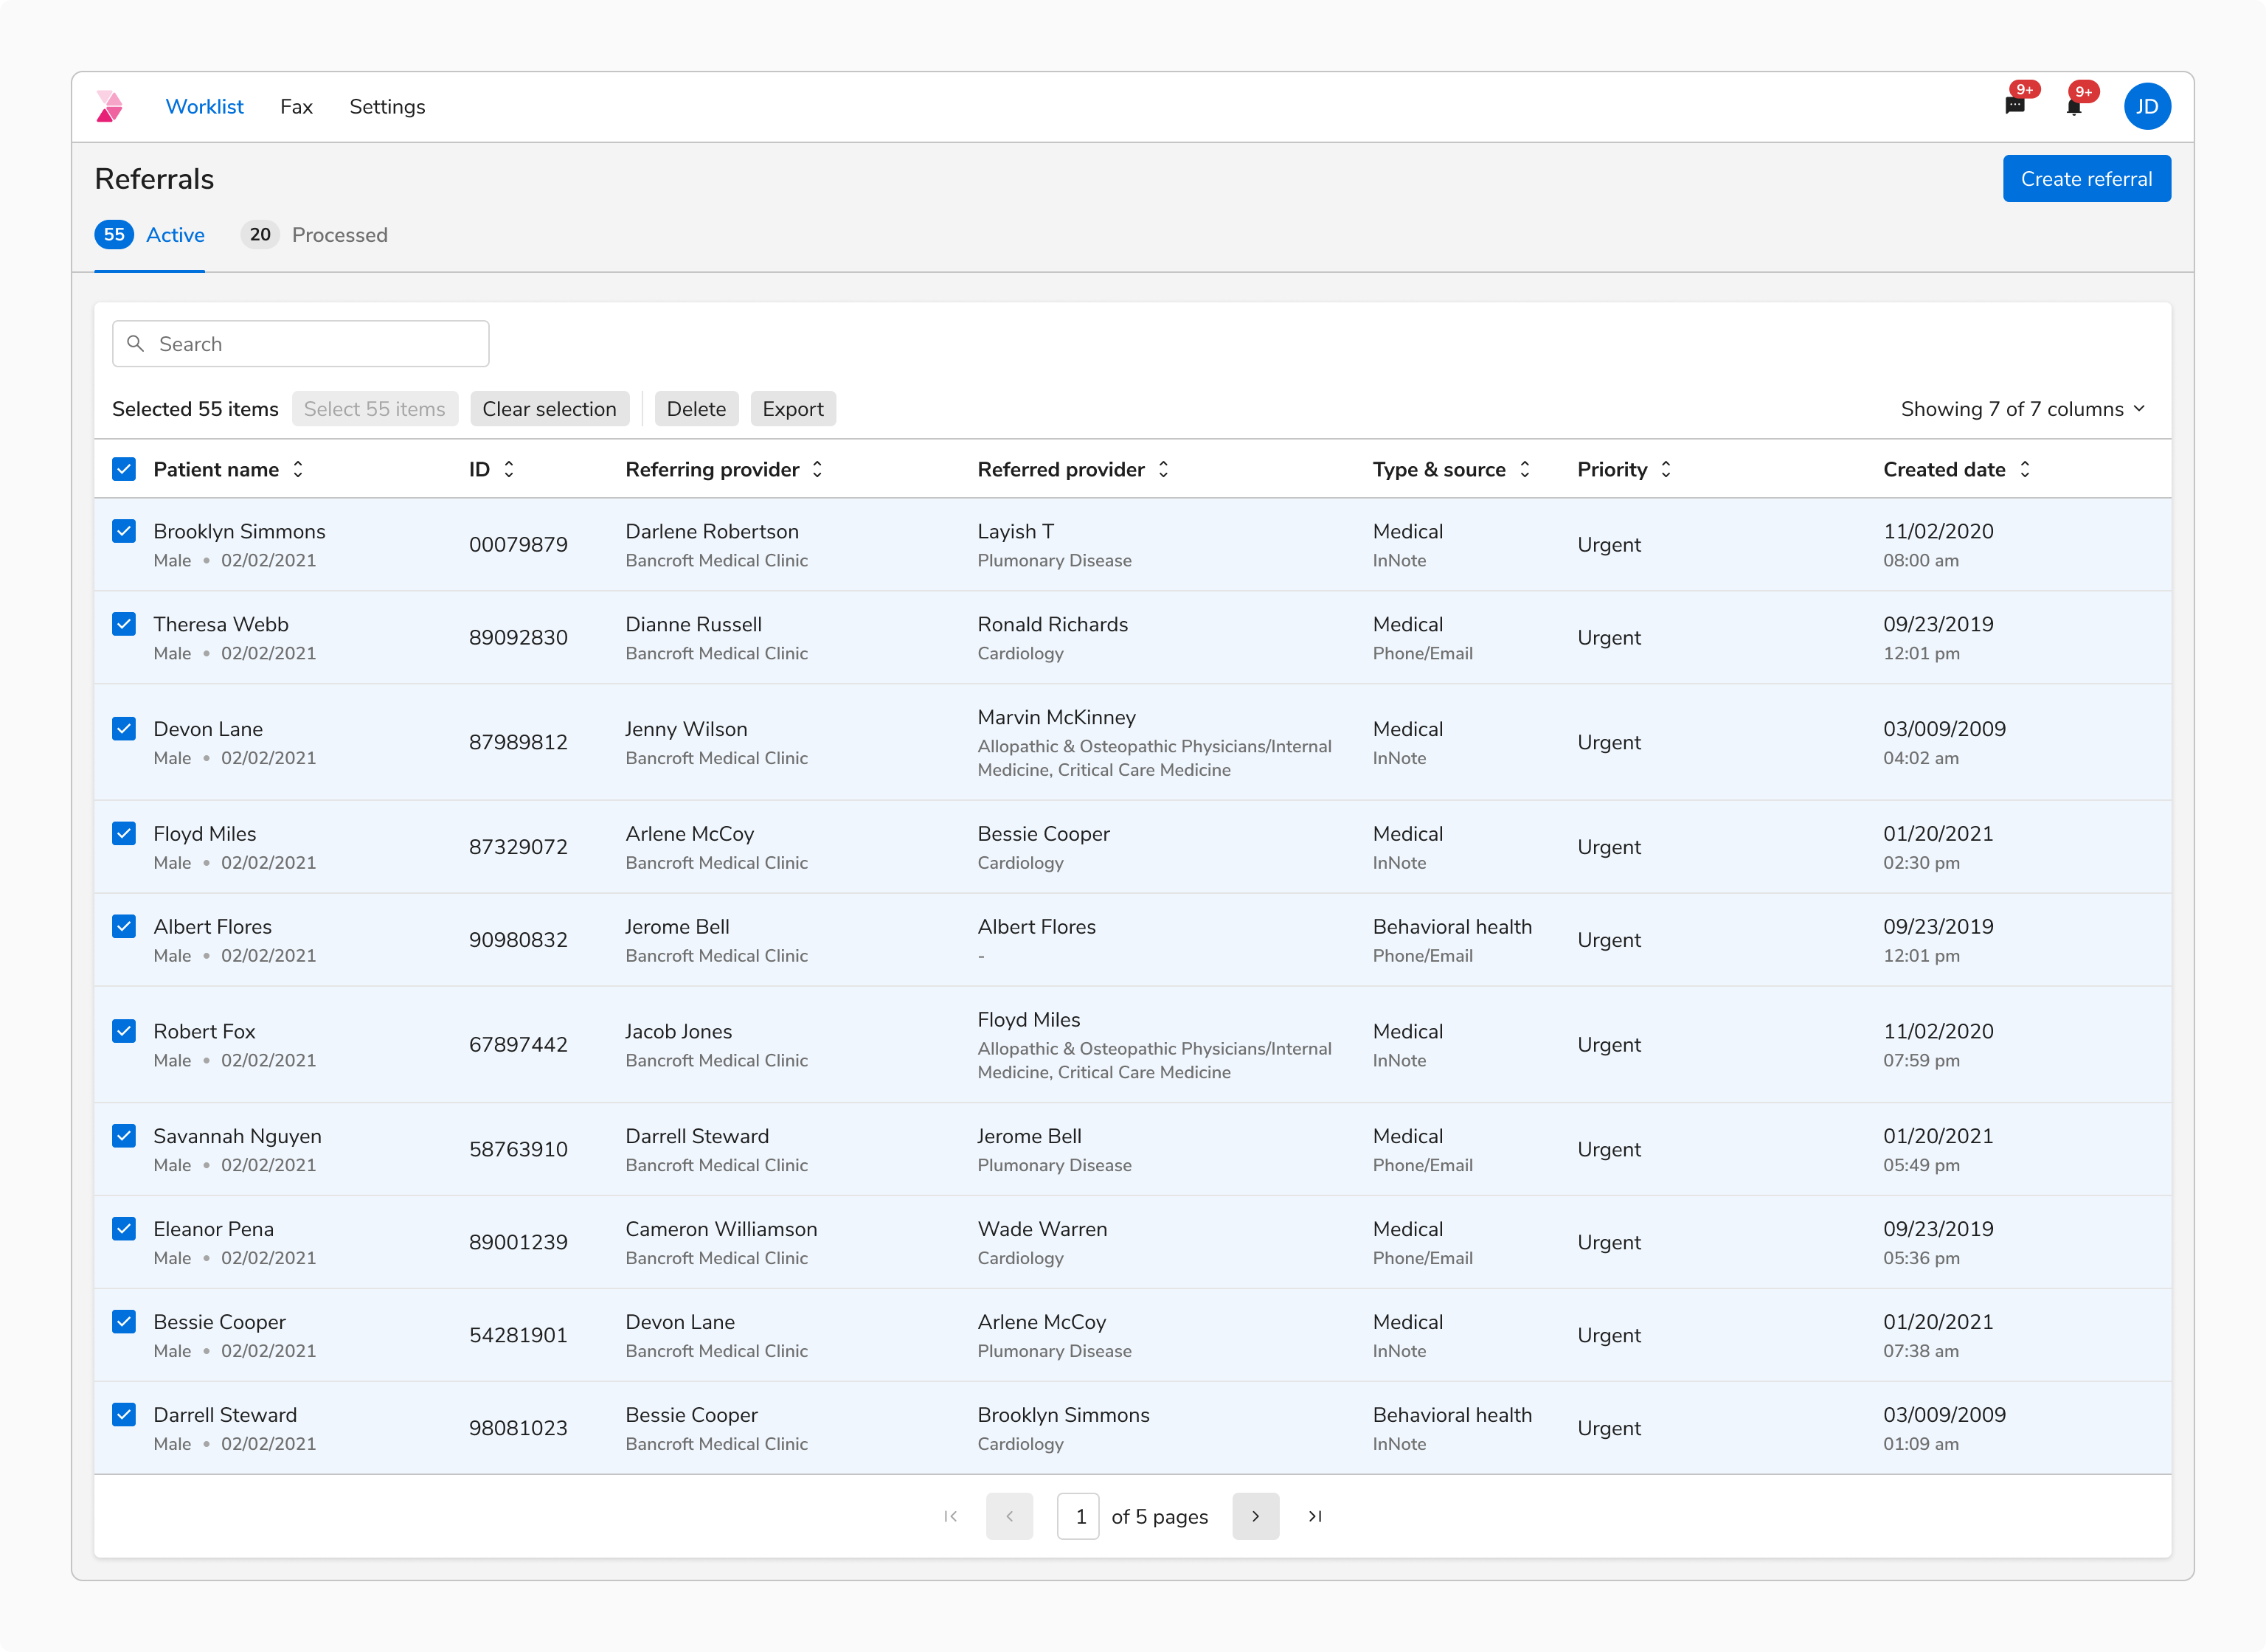 Worklist Fax Settings 9+ 9+ JD
Referrals Create referral
55 Active 20 Processed
Search
Selected 55 items Select 55 items Clear selection Delete Export Showing 7 of 7 columns
Patient name ID Referring provider Referred provider Type & source Priority Created date
Brooklyn Simmons Darlene Robertson Layish T Medical 11/02/2020
00079879 Urgent
Male • 02/02/2021 Bancroft Medical Clinic Plumonary Disease InNote 08:00 am
Theresa Webb Dianne Russell Ronald Richards Medical 09/23/2019
89092830 Urgent
Male • 02/02/2021 Bancroft Medical Clinic Cardiology Phone/Email 12:01 pm
Marvin McKinney
Devon Lane Jenny Wilson Medical 03/009/2009
87989812 Allopathic & Osteopathic Physicians/Internal Urgent
Male • 02/02/2021 Bancroft Medical Clinic Medicine, Critical Care Medicine InNote 04:02 am
Floyd Miles Arlene McCoy Bessie Cooper Medical 01/20/2021
87329072 Urgent
Male • 02/02/2021 Bancroft Medical Clinic Cardiology InNote 02:30 pm
Albert Flores Jerome Bell Albert Flores Behavioral health 09/23/2019
90980832 Urgent
Male • 02/02/2021 Bancroft Medical Clinic - Phone/Email 12:01 pm
Floyd Miles
Robert Fox Jacob Jones Medical 11/02/2020
67897442 Allopathic & Osteopathic Physicians/Internal Urgent
Male • 02/02/2021 Bancroft Medical Clinic Medicine, Critical Care Medicine InNote 07:59 pm
Savannah Nguyen Darrell Steward Jerome Bell Medical 01/20/2021
58763910 Urgent
Male • 02/02/2021 Bancroft Medical Clinic Plumonary Disease Phone/Email 05:49 pm
Eleanor Pena Cameron Williamson Wade Warren Medical 09/23/2019
89001239 Urgent
Male • 02/02/2021 Bancroft Medical Clinic Cardiology Phone/Email 05:36 pm
Bessie Cooper Devon Lane Arlene McCoy Medical 01/20/2021
54281901 Urgent
Male • 02/02/2021 Bancroft Medical Clinic Plumonary Disease InNote 07:38 am
Darrell Steward Bessie Cooper Brooklyn Simmons Behavioral health 03/009/2009
98081023 Urgent
Male • 02/02/2021 Bancroft Medical Clinic Cardiology InNote 01:09 am
1 of 5 pages